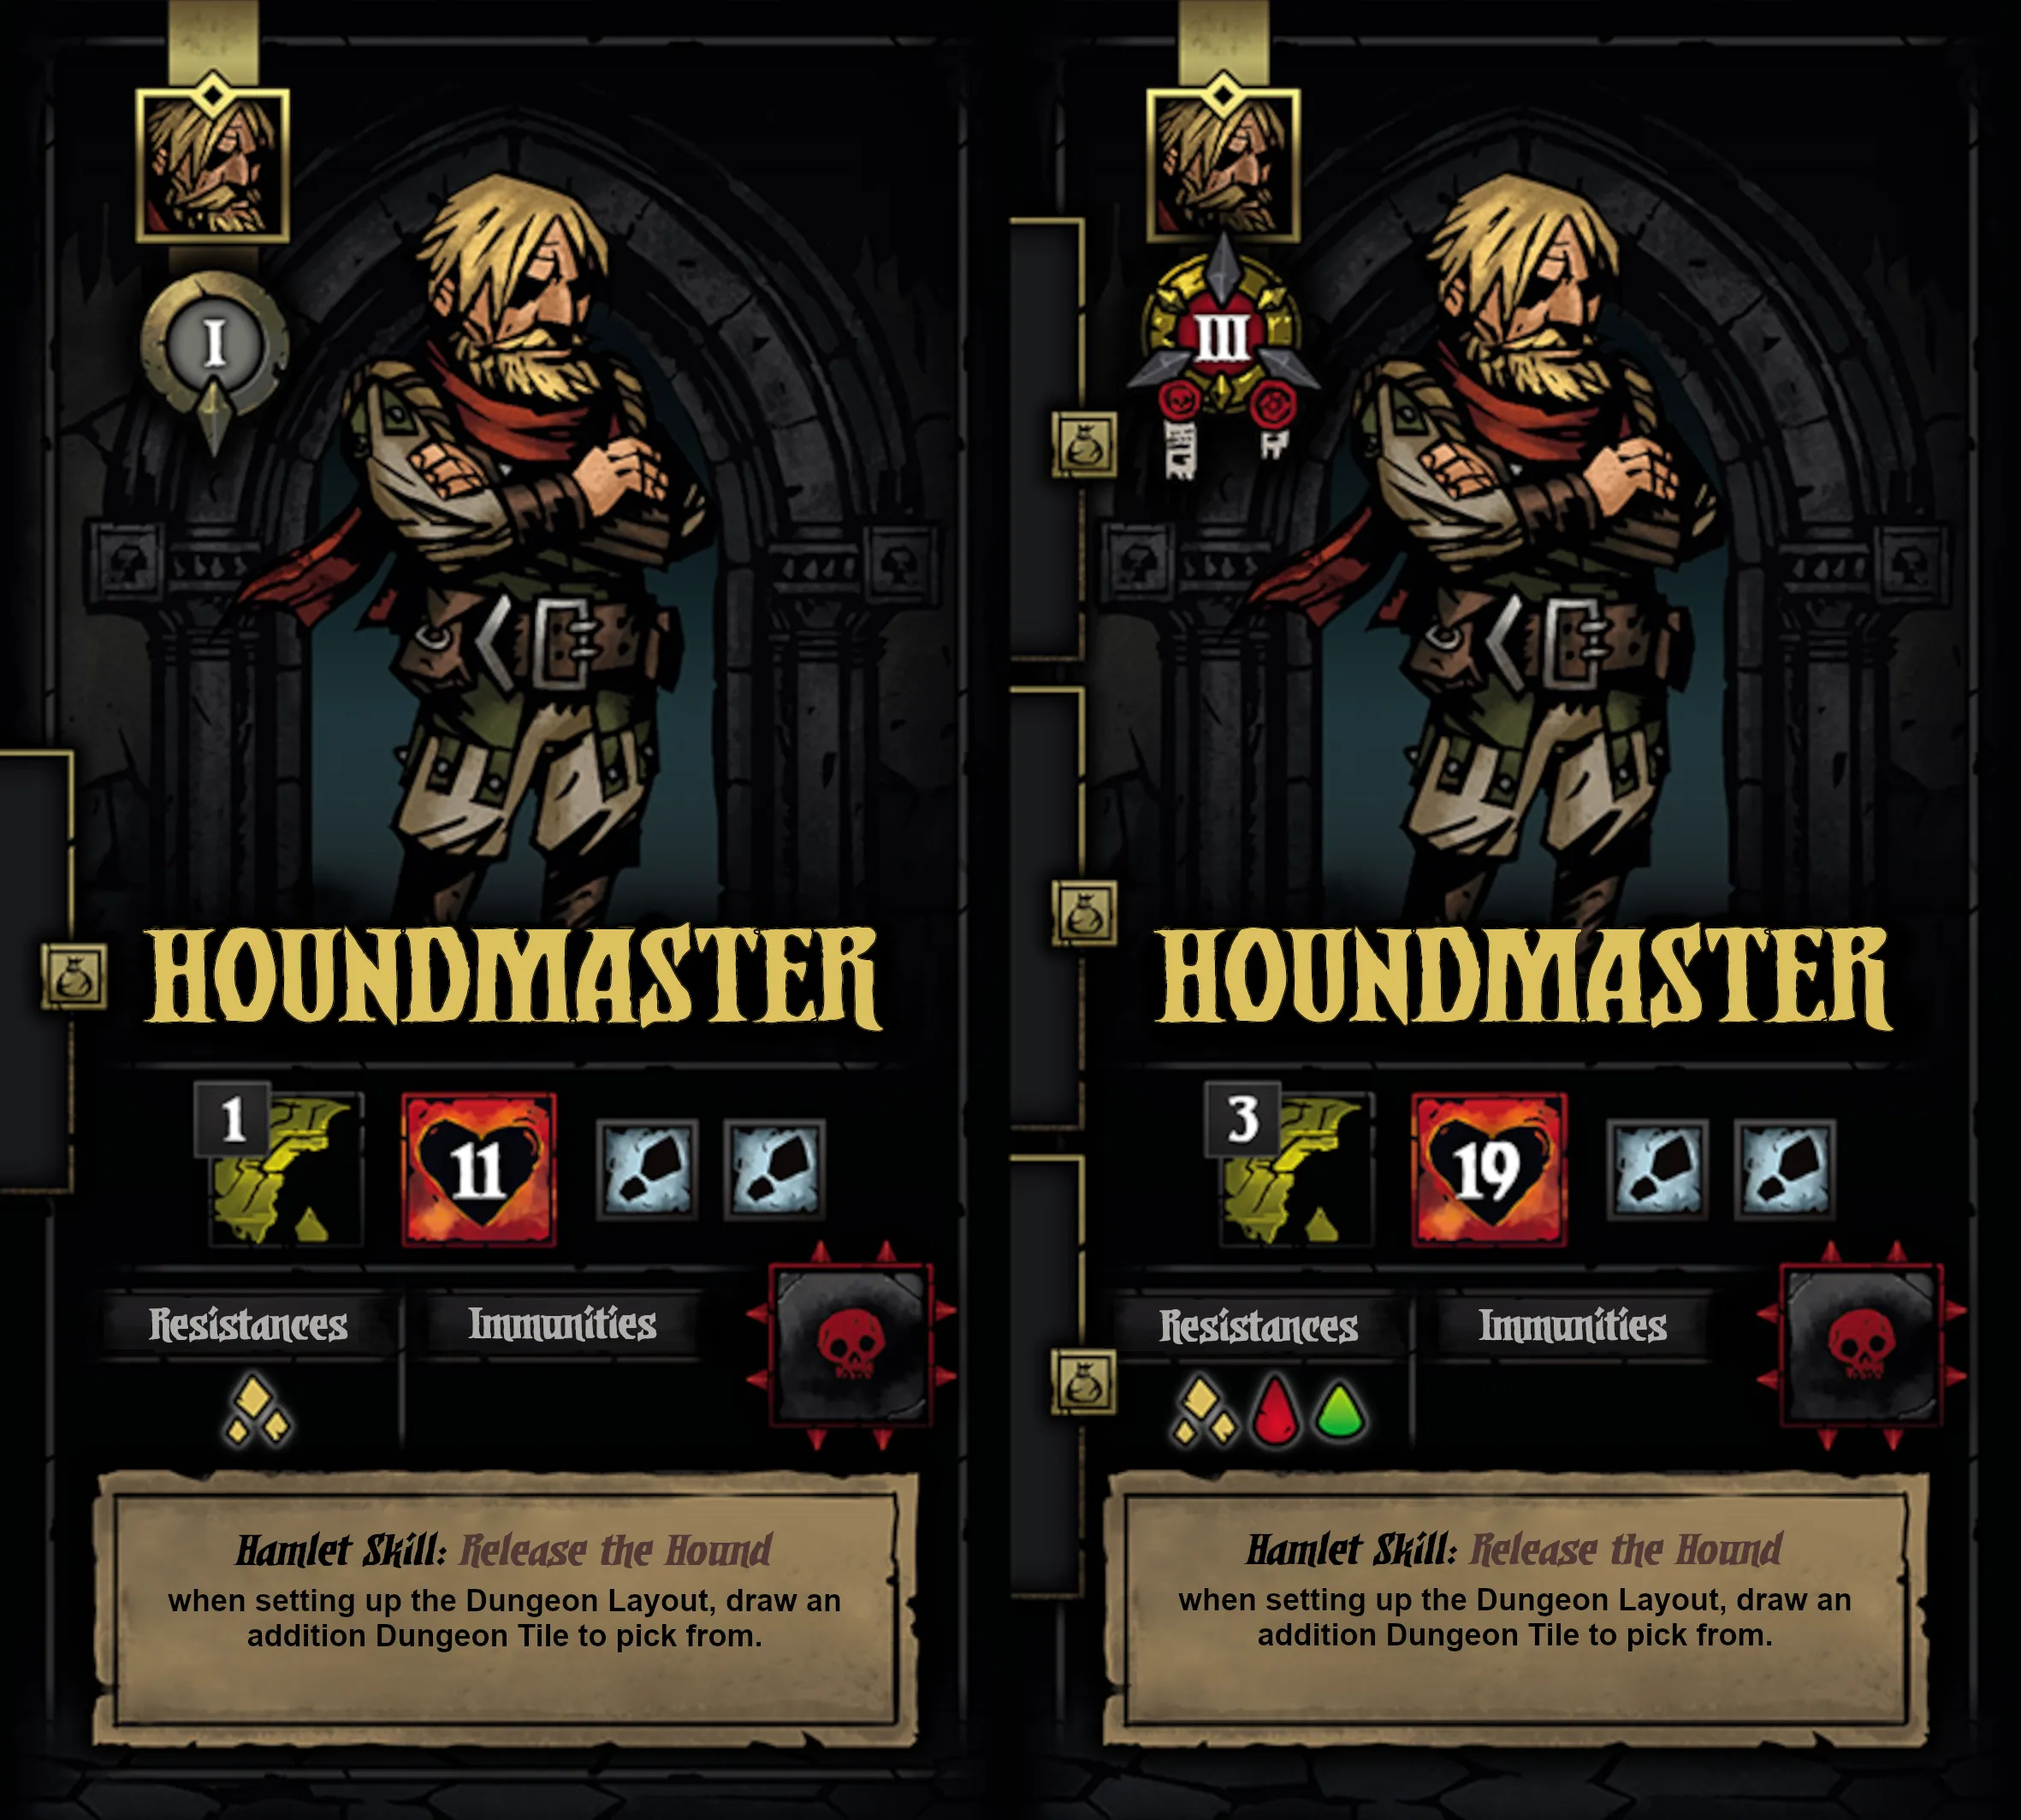 I
HOUNDMASTER
1
11
Resistances
Immunities
Hamlet Skill: Release the Hound
when setting up the Dungeon Layout, draw an
addition Dungeon Tile to pick from.
III
HOUNDMASTER
3
19
Resistances
Immunities
Hamlet Skill: Release the Hound
when setting up the Dungeon Layout, draw an
addition Dungeon Tile to pick from.